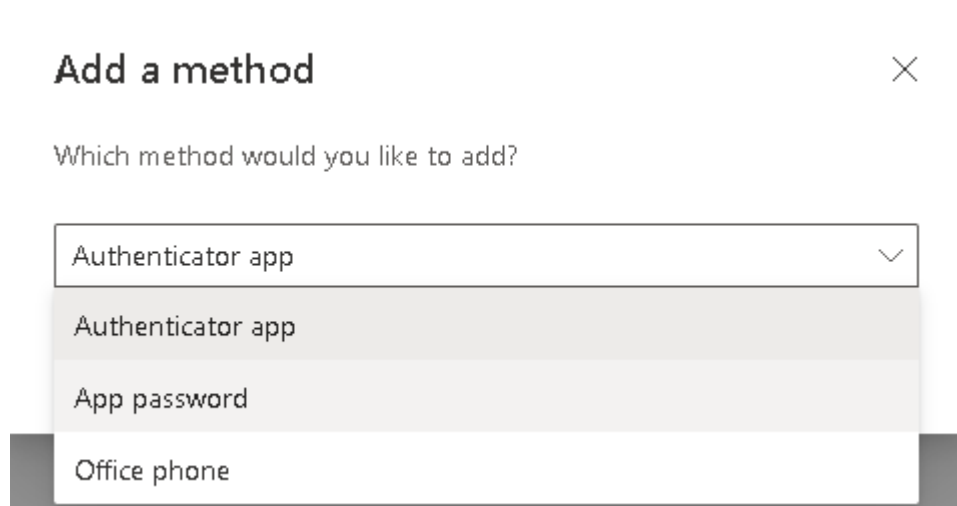 Add a method
Which method would you like to add?
Authenticator app
Authenticator app
App password
Office phone